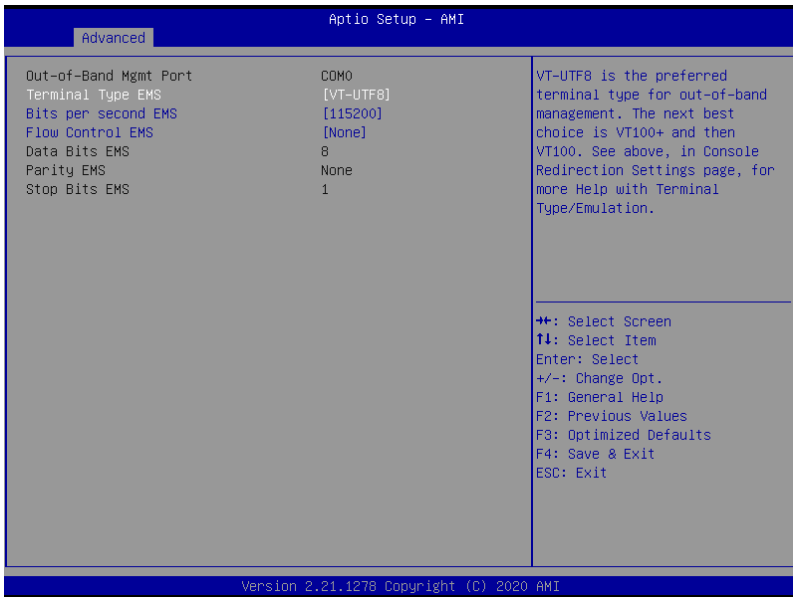 Aptio Setup – AMI
Advanced
Out-of-Band Mgmt Port COM0
Terminal Type EMS [VT-UTF8]
Bits per second EMS [115200]
Flow Control EMS [None]
Data Bits EMS 8
Parity EMS None
Stop Bits EMS 1
VT-UTF8 is the preferred
terminal type for out-of-band
management. The next best
choice is VT100+ and then
VT100. See above, in Console
Redirection Settings page, for
more Help with Terminal
Type/Emulation.
→←: Select Screen
↑↓: Select Item
Enter: Select
+/-: Change Opt.
F1: General Help
F2: Previous Values
F3: Optimized Defaults
F4: Save & Exit
ESC: Exit
Version 2.21.1278 Copyright (C) 2020 AMI